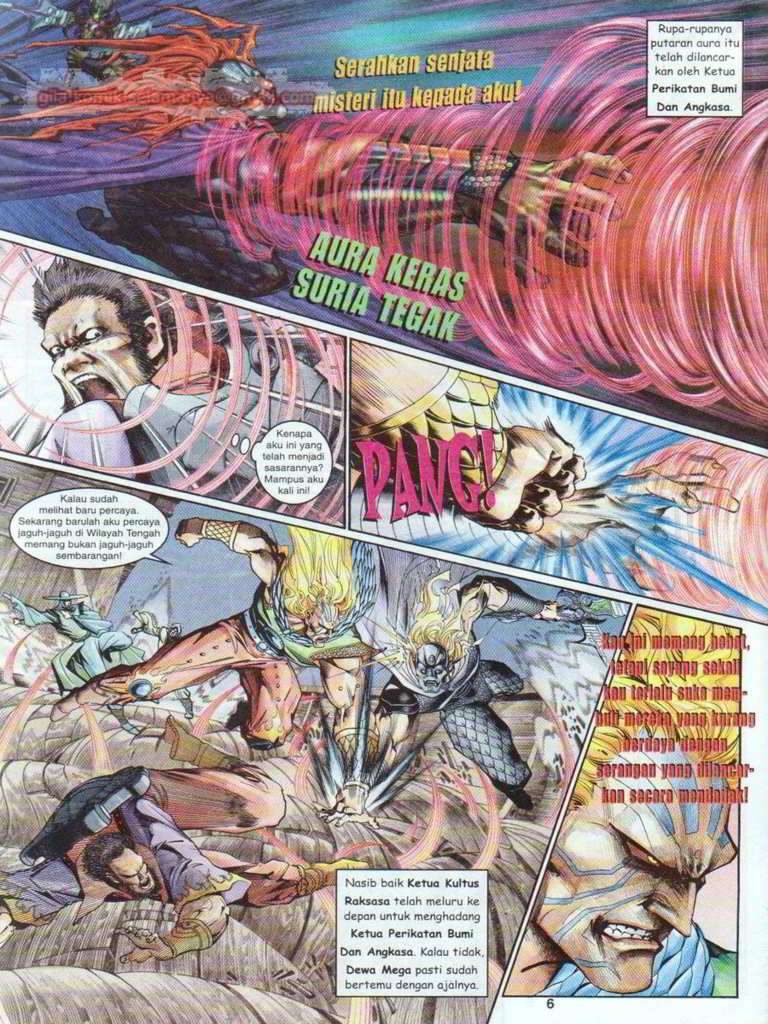 Rupa-rupanya
putaran aura itu
telah dilancar-
kan oleh Ketua
Perikatan Bumi
Dan Angkasa.
Serahkan senjata
misteri itu kepada aku!
AURA KERAS
SURIA TEGAK
Kenapa
aku ini yang
telah menjadi
sasarannya?
Mampus aku
kali ini!
PANG!
Kalau sudah
melihat baru percaya.
Sekarang barulah aku percaya
jaguh-jaguh di Wilayah Tengah
memang bukan jaguh-jaguh
sembarangan!
Kau ini memang hebat,
tetapi sayang sekali
kau terlalu suka mem-
buli mereka yang kurang
berdaya dengan
serangan yang dilancar-
kan secara mendadak!
Nasib baik Ketua Kultus
Raksasa telah meluru ke
depan untuk menghadang
Ketua Perikatan Bumi
Dan Angkasa. Kalau tidak,
Dewa Mega pasti sudah
bertemu dengan ajalnya.
6